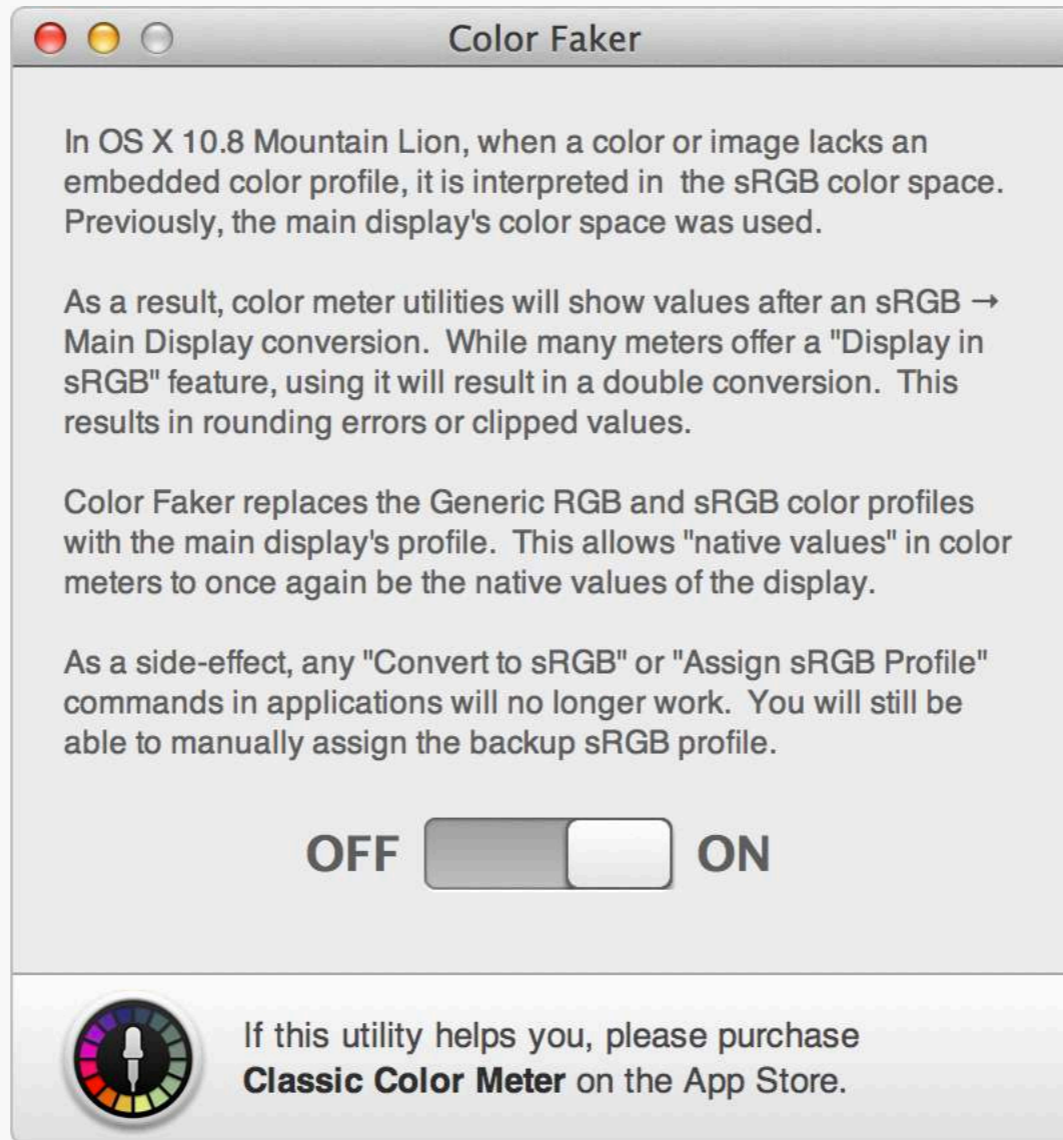 Color Faker
In OS X 10.8 Mountain Lion, when a color or image lacks an
embedded color profile, it is interpreted in  the sRGB color space.
Previously, the main display's color space was used.
As a result, color meter utilities will show values after an sRGB →
Main Display conversion.  While many meters offer a "Display in
sRGB" feature, using it will result in a double conversion.  This
results in rounding errors or clipped values.
Color Faker replaces the Generic RGB and sRGB color profiles
with the main display's profile.  This allows "native values" in color
meters to once again be the native values of the display.
As a side-effect, any "Convert to sRGB" or "Assign sRGB Profile"
commands in applications will no longer work.  You will still be
able to manually assign the backup sRGB profile.
OFF ON
If this utility helps you, please purchase
Classic Color Meter on the App Store.